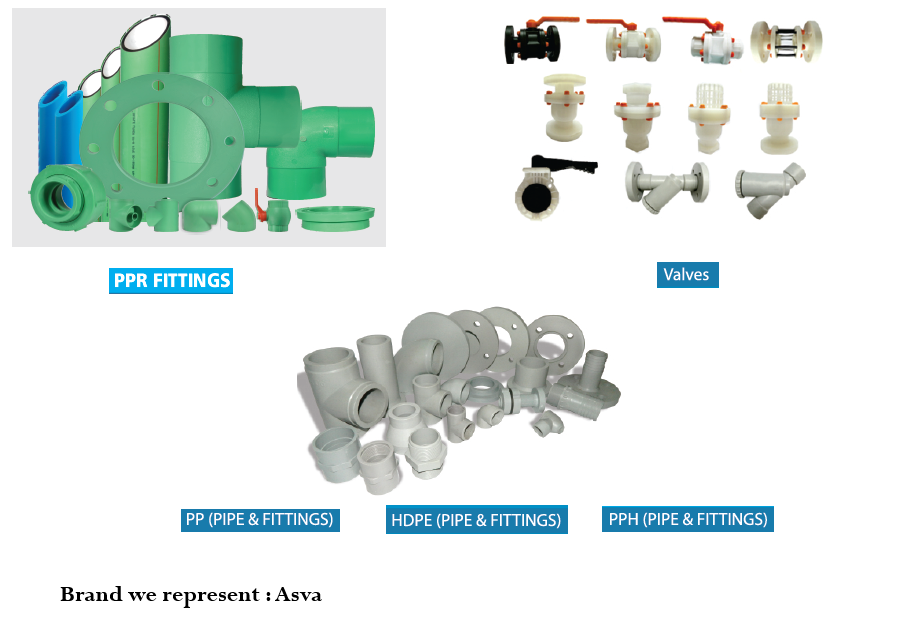 PPR FITTINGS
Valves
PP (PIPE & FITTINGS)
HDPE (PIPE & FITTINGS)
PPH (PIPE & FITTINGS)
Brand we represent : Asva